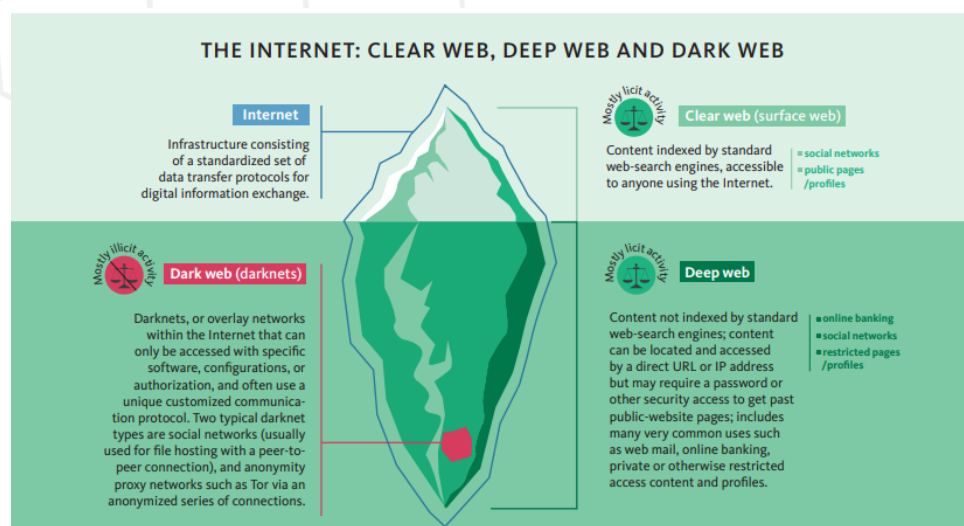 THE INTERNET: CLEAR WEB, DEEP WEB AND DARK WEB
Internet
Infrastructure consisting
of a standardized set of
data transfer protocols for
digital information exchange.
Mostly licit activity
Clear web (surface web)
Content indexed by standard
web-search engines, accessible
to anyone using the Internet.
social networks
public pages
/profiles
Mostly illicit activity
Dark web (darknets)
Darknets, or overlay networks
within the Internet that can
only be accessed with specific
software, configurations, or
authorization, and often use a
unique customized communica-
tion protocol. Two typical darknet
types are social networks (usually
used for file hosting with a peer-to-
peer connection), and anonymity
proxy networks such as Tor via an
anonymized series of connections.
Mostly licit activity
Deep web
Content not indexed by standard
web-search engines; content
can be located and accessed
by a direct URL or IP address
but may require a password or
other security access to get past
public-website pages; includes
many very common uses such
as web mail, online banking,
private or otherwise restricted
access content and profiles.
online banking
social networks
restricted pages
/profiles